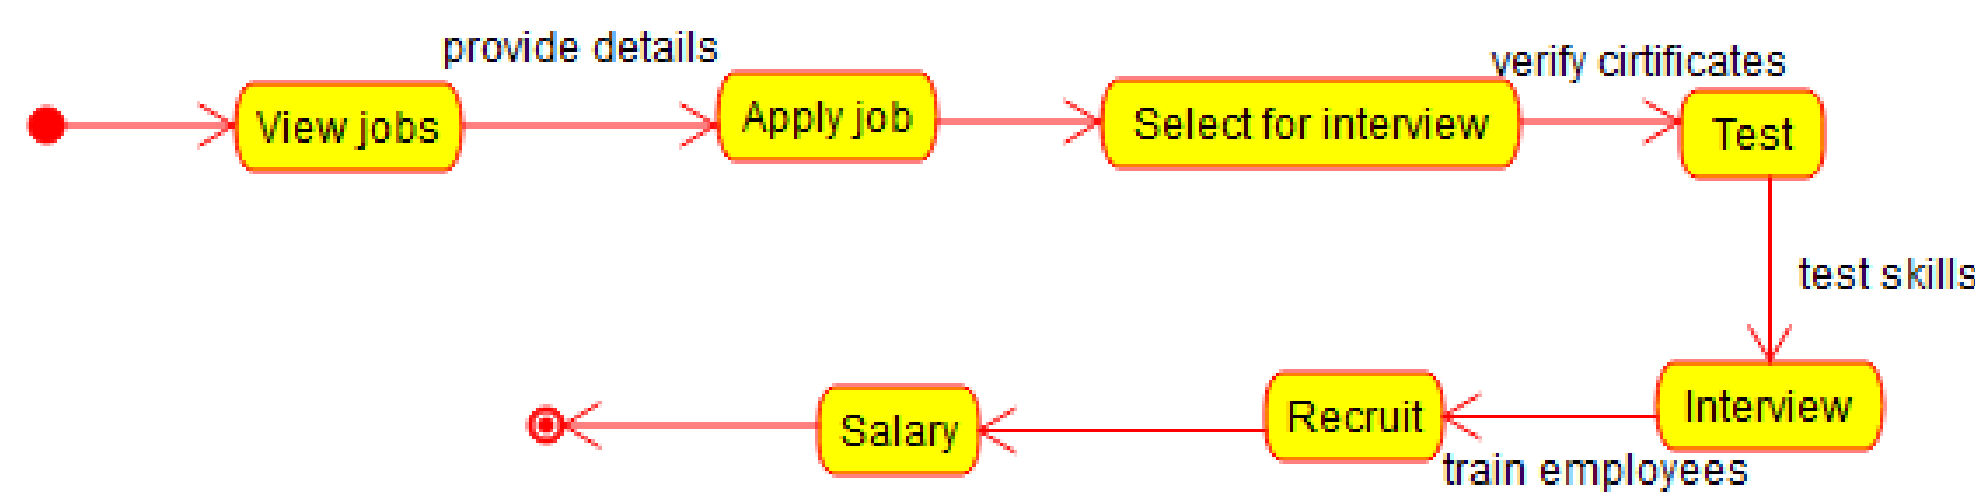 provide details
verify cirtificates
View jobs
Apply job
Select for interview
Test
test skills
Interview
Recruit
Salary
train employees